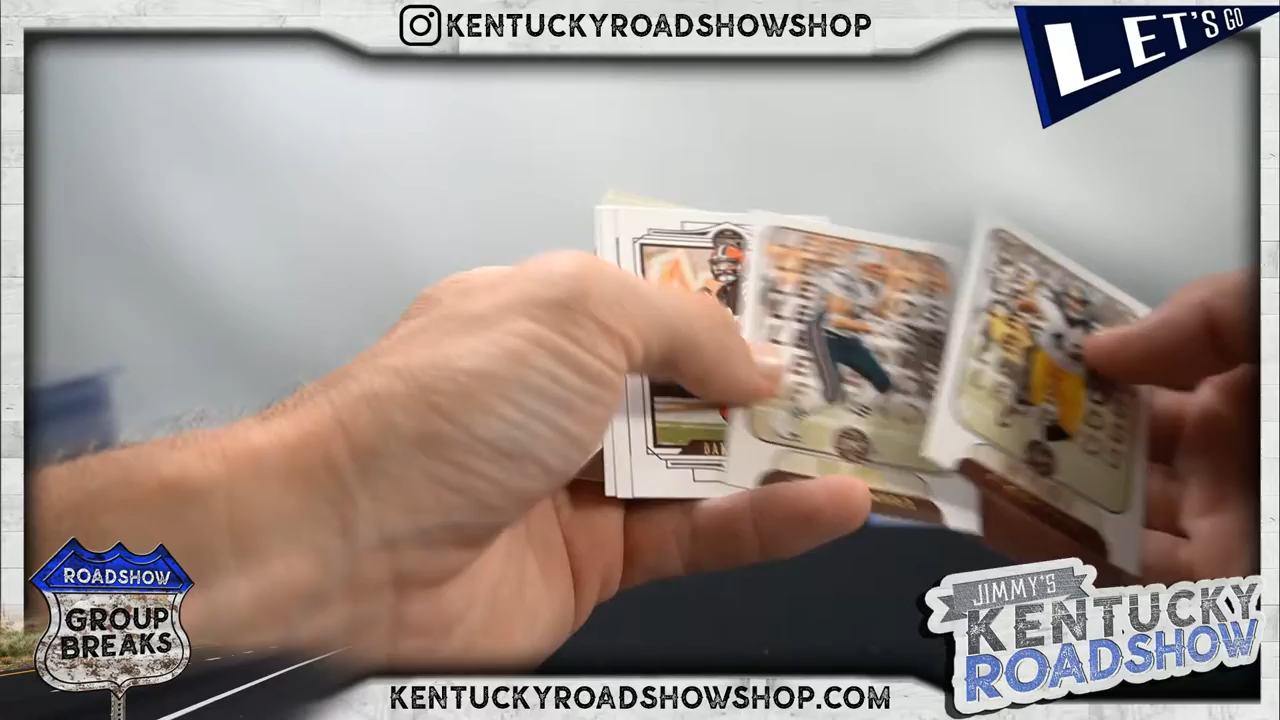 KENTUCKYROADSHOWSHOP
LET'S GO
ROADSHOW
GROUP
BREAKS
JIMMY'S
KENTUCKY
ROADSHOW
KENTUCKYROADSHOWSHOP.COM